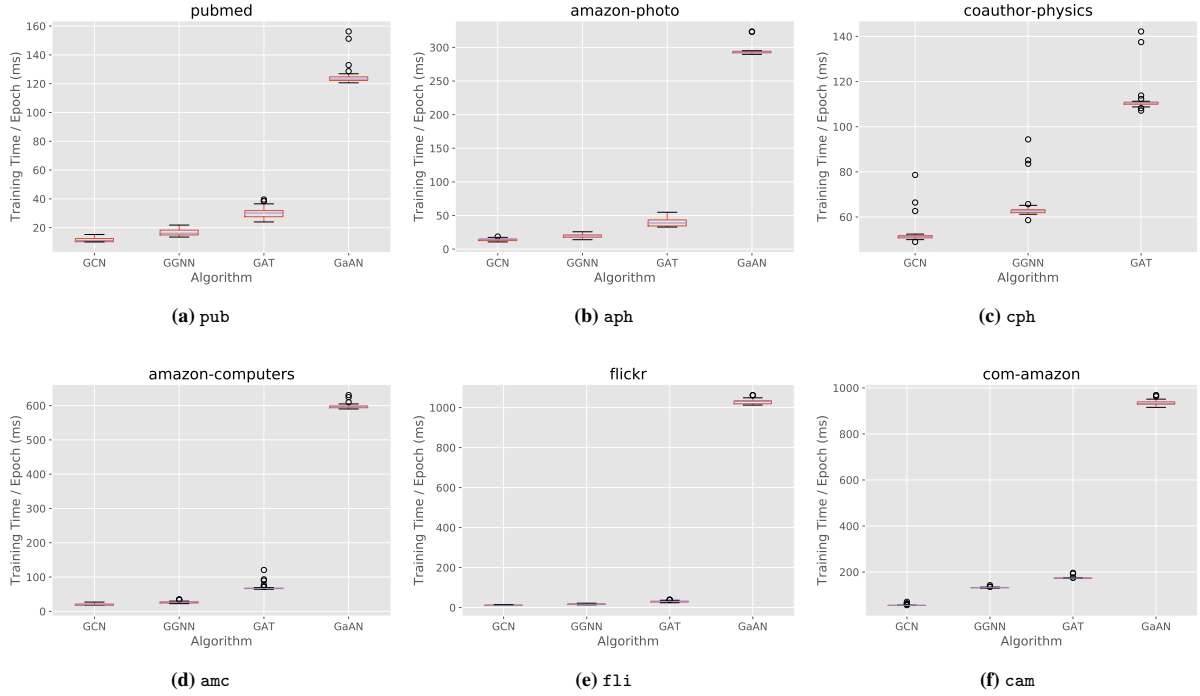 pubmed
Training Time / Epoch (ms)
160
140
120
100
80
60
40
20
GCN
GGNN
GAT
GaAN
Algorithm
(a) pub
amazon-photo
Training Time / Epoch (ms)
300
250
200
150
100
50
0
GCN
GGNN
GAT
GaAN
Algorithm
(b) aph
coauthor-physics
Training Time / Epoch (ms)
140
120
100
80
60
GCN
GGNN
GAT
Algorithm
(c) cph
amazon-computers
Training Time / Epoch (ms)
600
500
400
300
200
100
0
GCN
GGNN
GAT
GaAN
Algorithm
(d) amc
flickr
Training Time / Epoch (ms)
1000
800
600
400
200
0
GCN
GGNN
GAT
GaAN
Algorithm
(e) fli
com-amazon
Training Time / Epoch (ms)
1000
800
600
400
200
GCN
GGNN
GAT
GaAN
Algorithm
(f) cam